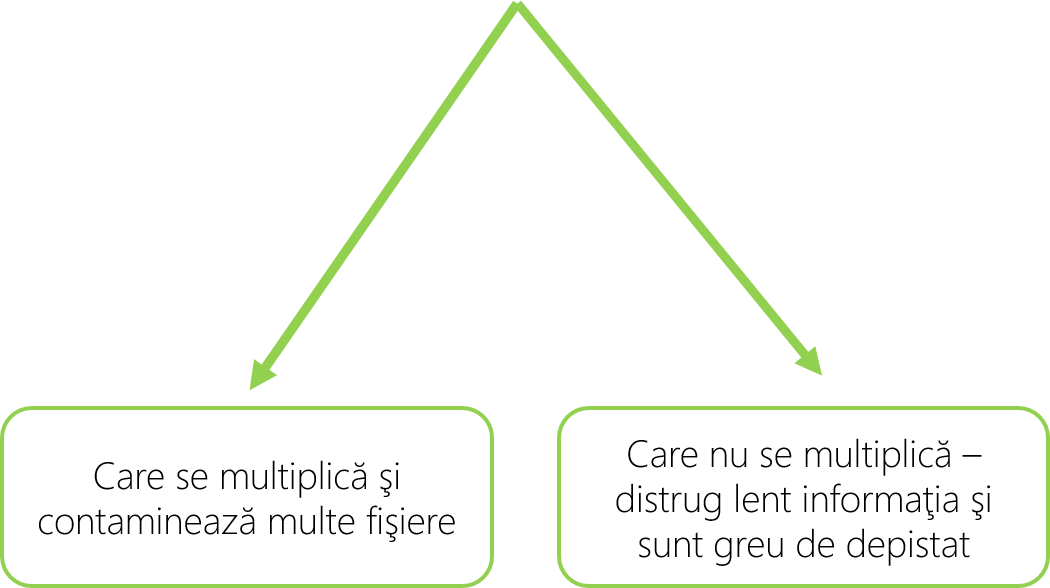 Care se multiplică şi
contaminează multe fişiere
Care nu se multiplică –
distrug lent informaţia şi
sunt greu de depistat